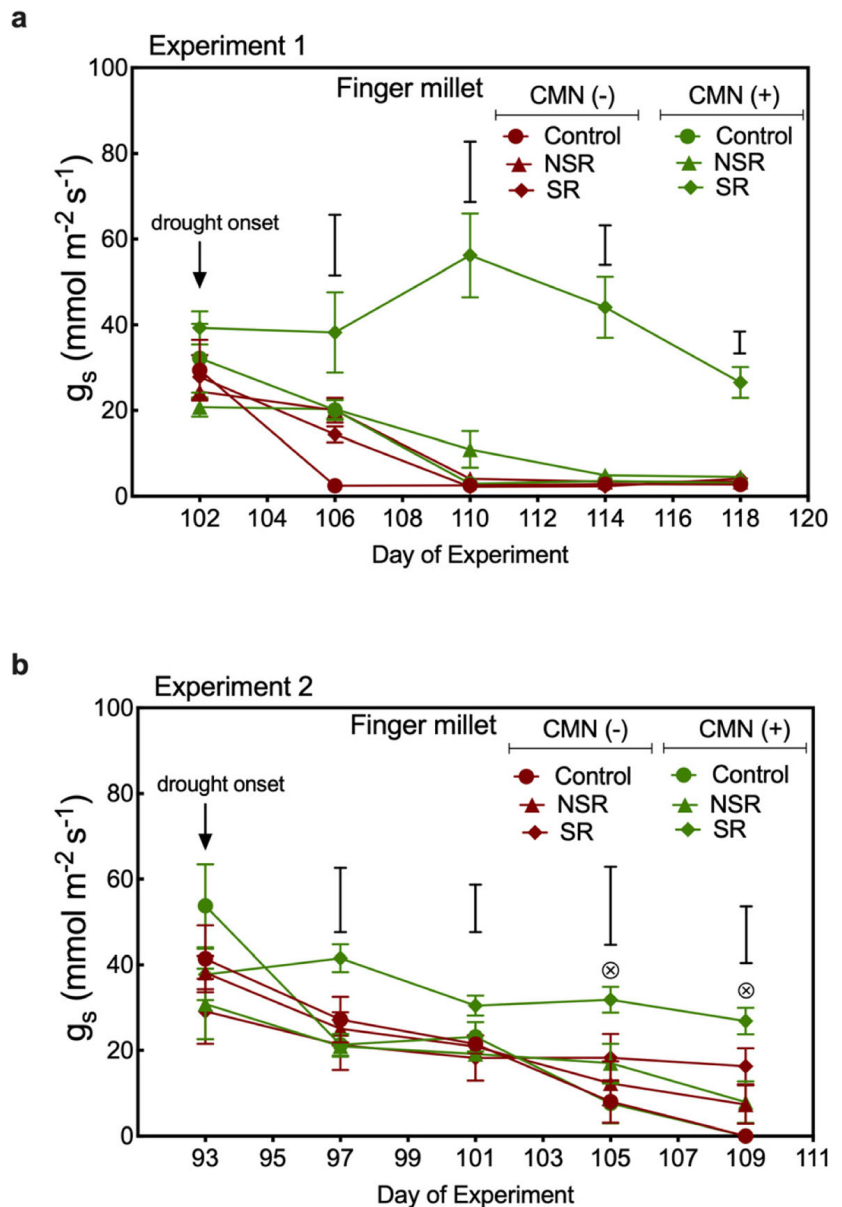 a
Experiment 1
Finger millet
CMN (-) CMN (+)
Control Control
NSR NSR
SR SR
drought onset
gs (mmol m-2 s-1)
100
80
60
40
20
0
102 104 106 108 110 112 114 116 118 120
Day of Experiment
b
Experiment 2
Finger millet
CMN (-) CMN (+)
Control Control
NSR NSR
SR SR
drought onset
gs (mmol m-2 s-1)
100
80
60
40
20
0
93 95 97 99 101 103 105 107 109 111
Day of Experiment